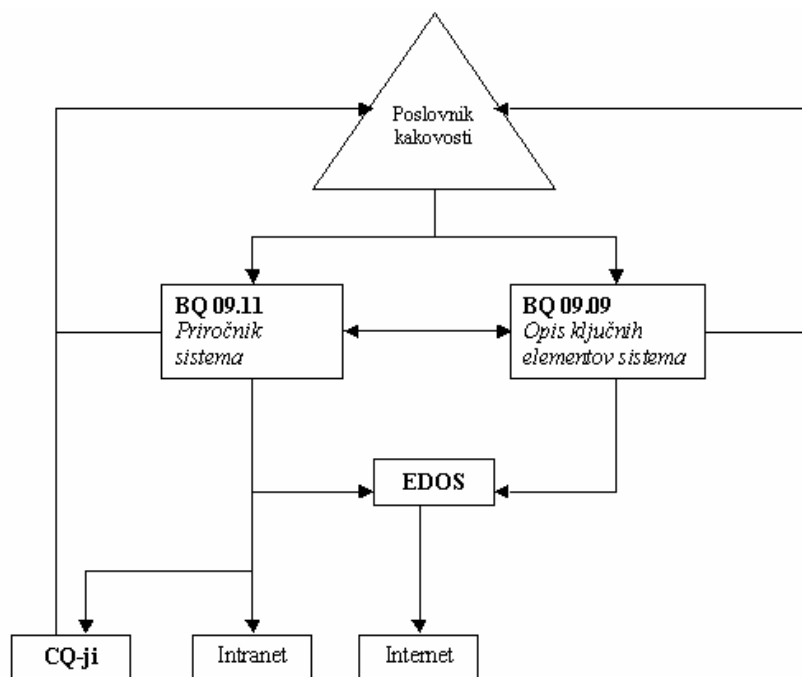 Poslovnik
kakovosti
BQ 09.11
Priročnik
sistema
BQ 09.09
Opis ključnih
elementov sistema
EDOS
CQ-ji
Intranet
Internet